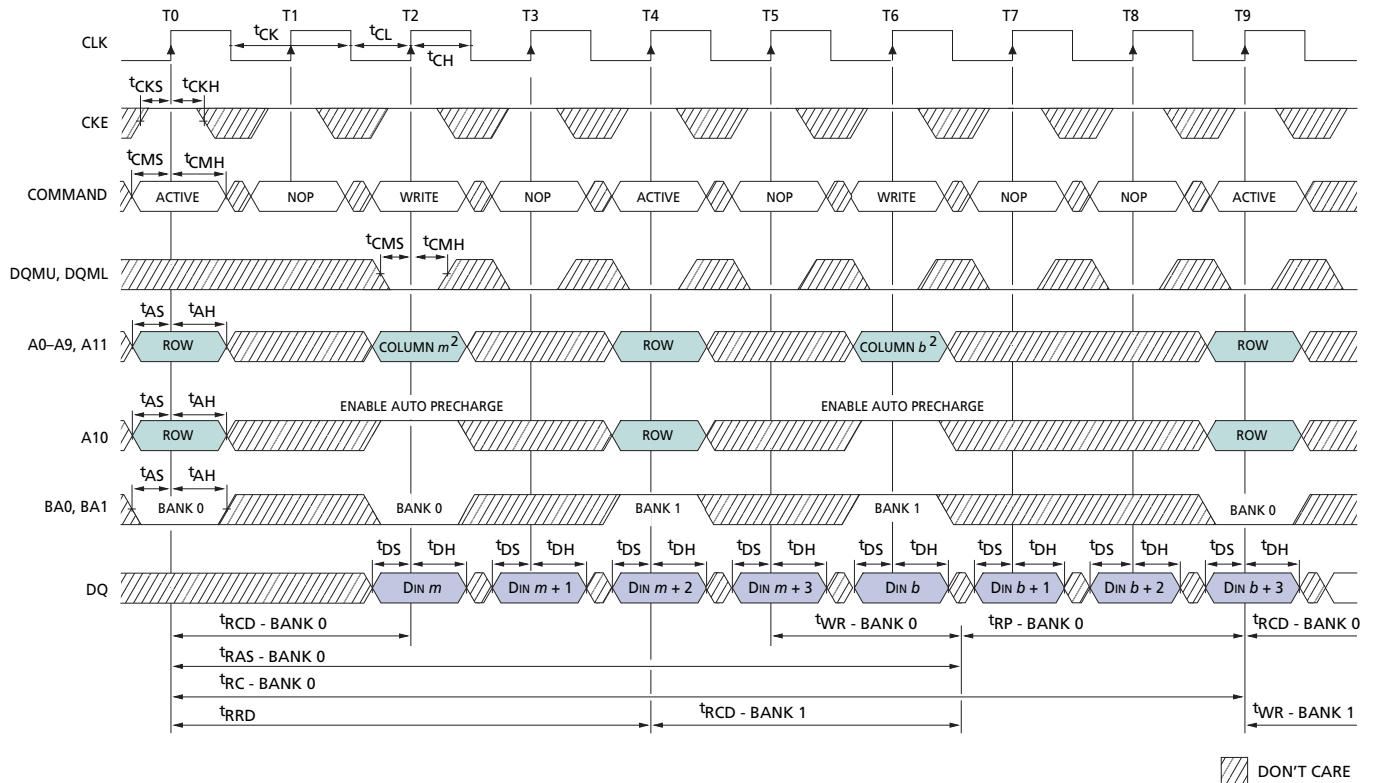 T0 T1 T2 T3 T4 T5 T6 T7 T8 T9
CLK tCK tCL tCH
tCKS tCKH
CKE
tCMS tCMH
COMMAND ACTIVE NOP WRITE NOP ACTIVE NOP WRITE NOP NOP ACTIVE
tCMS tCMH
DQMU, DQML
tAS tAH
A0–A9, A11 ROW COLUMN m2 ROW COLUMN b2 ROW
tAS tAH ENABLE AUTO PRECHARGE ENABLE AUTO PRECHARGE
A10 ROW ROW ROW
tAS tAH
BA0, BA1 BANK 0 BANK 0 BANK 1 BANK 1 BANK 0
tDS tDH tDS tDH tDS tDH tDS tDH tDS tDH tDS tDH tDS tDH tDS tDH
DQ DIN m DIN m + 1 DIN m + 2 DIN m + 3 DIN b DIN b + 1 DIN b + 2 DIN b + 3
tRCD - BANK 0 tWR - BANK 0 tRP - BANK 0 tRCD - BANK 0
tRAS - BANK 0
tRC - BANK 0
tRRD tRCD - BANK 1 tWR - BANK 1
DON'T CARE